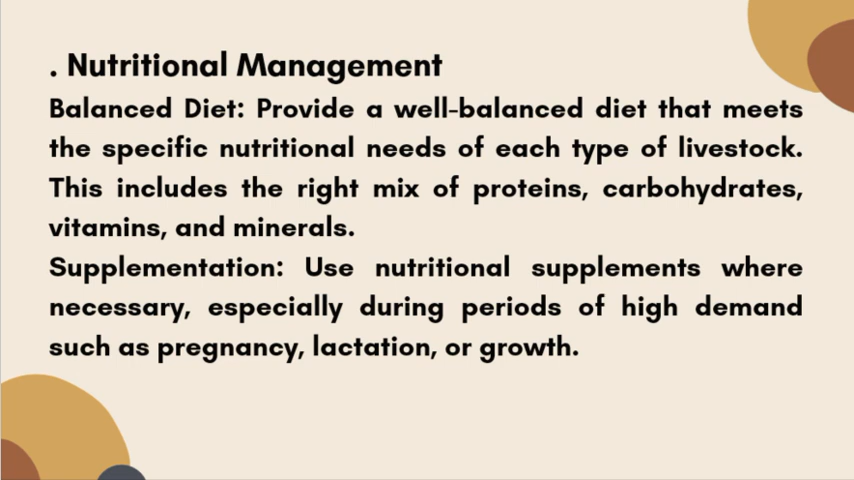 . Nutritional Management
Balanced Diet: Provide a well-balanced diet that meets
the specific nutritional needs of each type of livestock.
This includes the right mix of proteins, carbohydrates,
vitamins, and minerals.
Supplementation: Use nutritional supplements where
necessary, especially during periods of high demand
such as pregnancy, lactation, or growth.